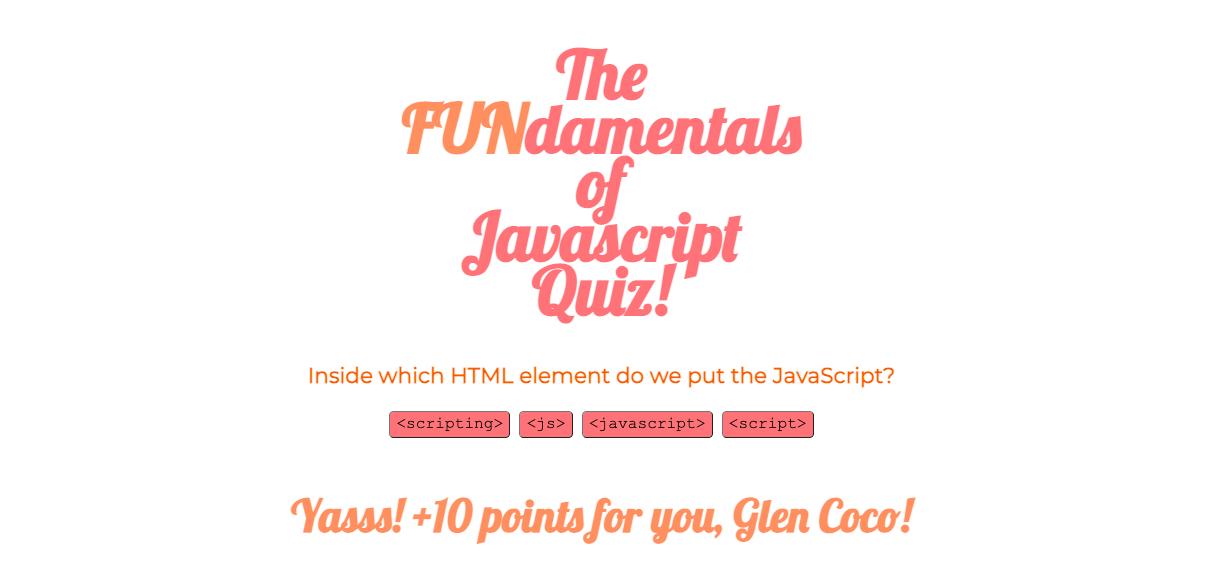 The
FUNdamentals
of
Javascript
Quiz!
Inside which HTML element do we put the JavaScript?
<scripting> <js> <javascript> <script>
Yasss! +10 points for you, Glen Coco!